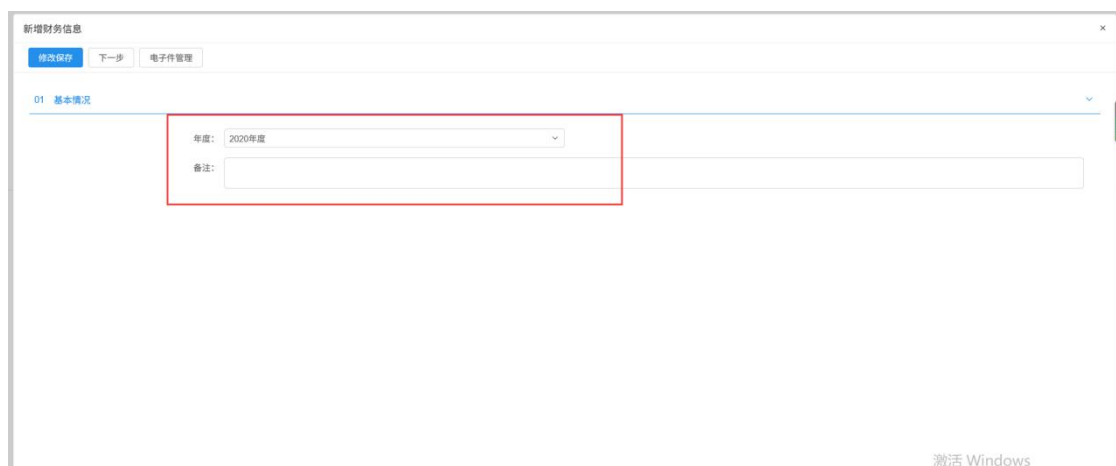 新增财务信息 ×
修改保存 下一步 电子件管理
01 基本情况
年度： 2020年度
备注：
激活 Windows